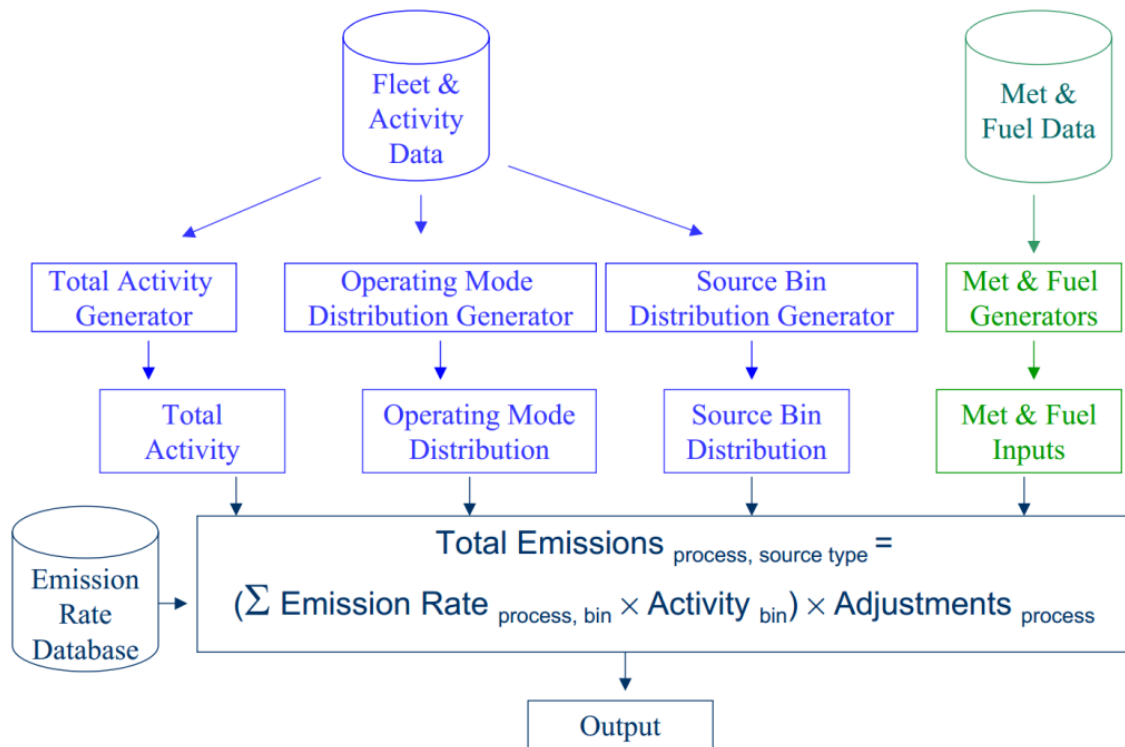 Fleet &
Activity
Data
Met &
Fuel Data
Total Activity
Generator
Operating Mode
Distribution Generator
Source Bin
Distribution Generator
Met & Fuel
Generators
Total
Activity
Operating Mode
Distribution
Source Bin
Distribution
Met & Fuel
Inputs
Emission
Rate
Database
Total Emissions process, source type =
(Σ Emission Rate process, bin × Activity bin) × Adjustments process
Output